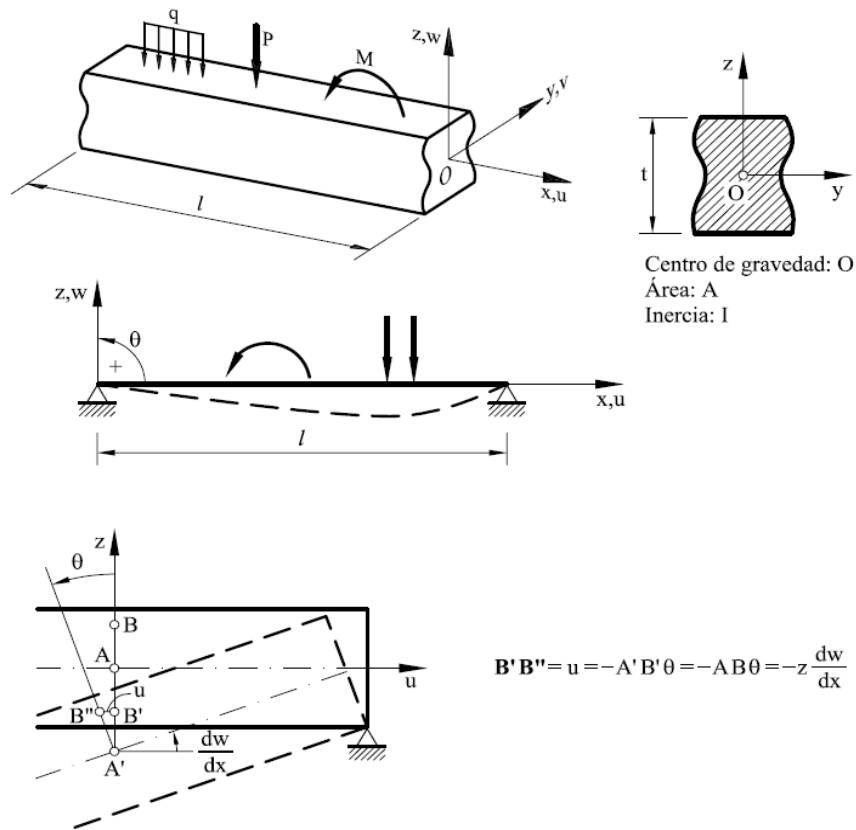 q
P
M
z,w
y,v
O
x,u
l
z
t
O
y
Centro de gravedad: O
Área: A
Inercia: I
z,w
θ
+
x,u
l
z
θ
B
A
u
u
B" B'
dw
dx
A'
B'B"= u =−A'B'θ=−ABθ=−z dw/dx